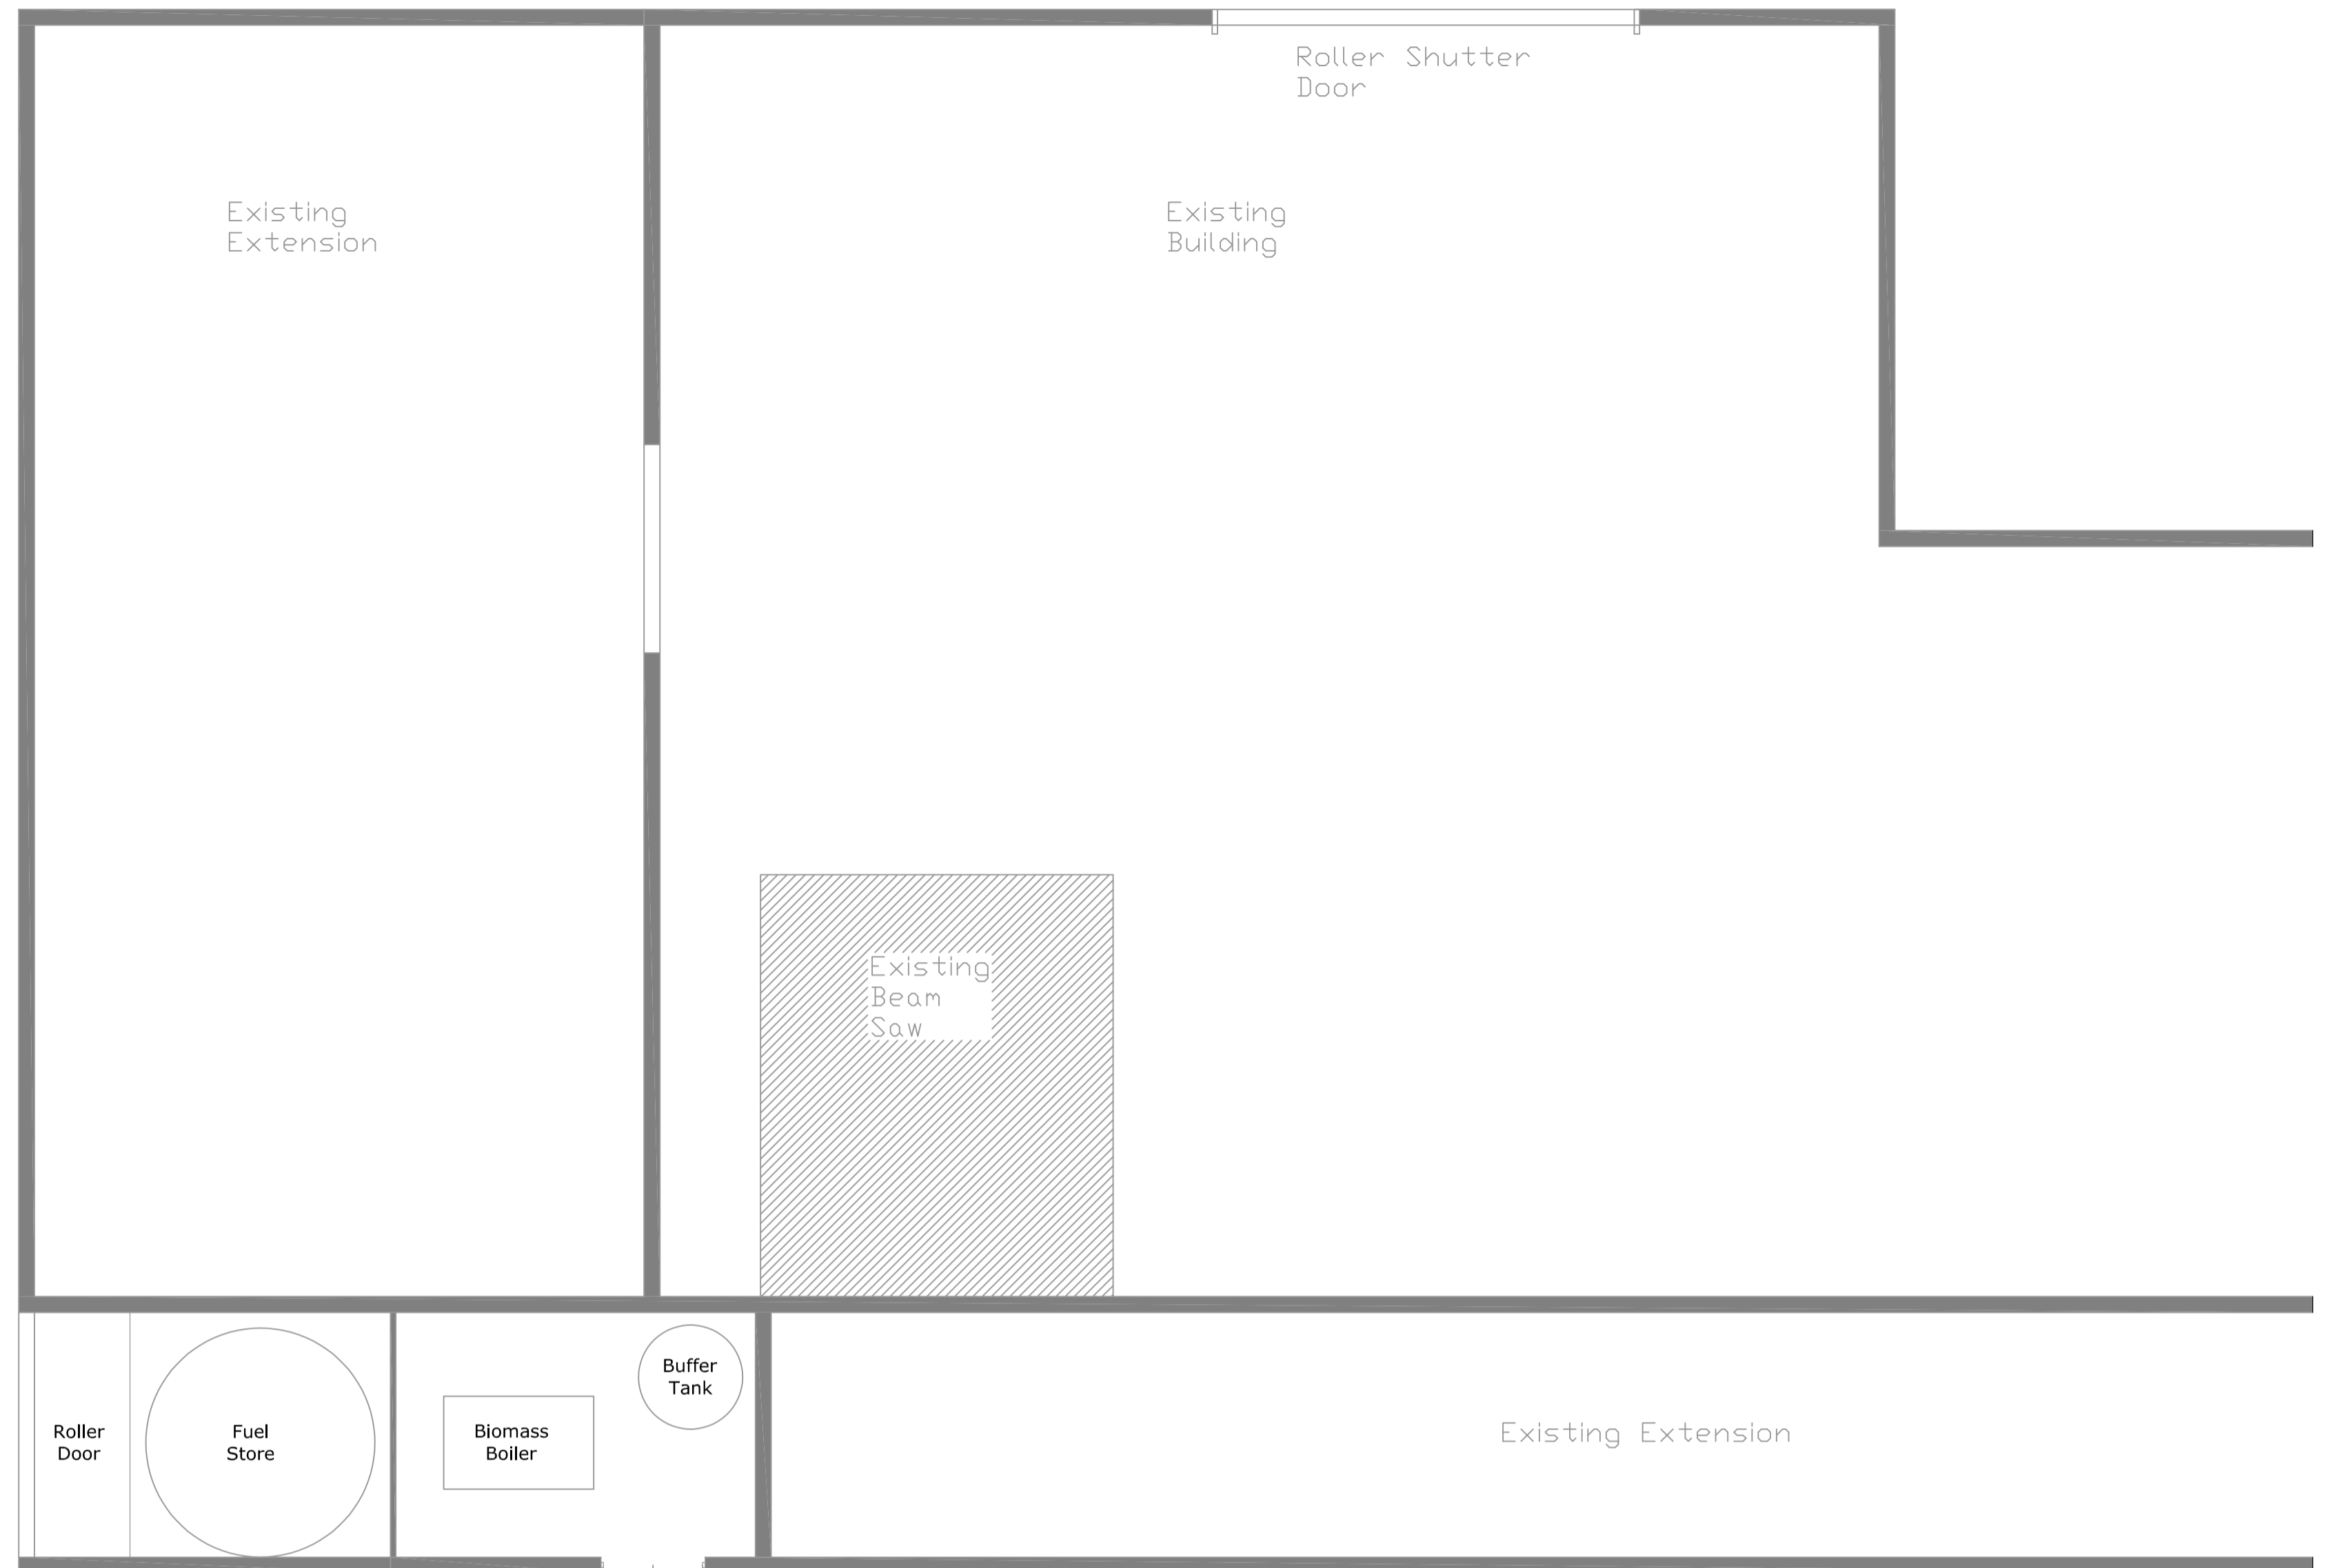 Roller Shutter
Door
Existing
Extension
Existing
Building
Existing
Beam
Saw
Roller
Door
Fuel
Store
Biomass
Boiler
Buffer
Tank
Existing Extension